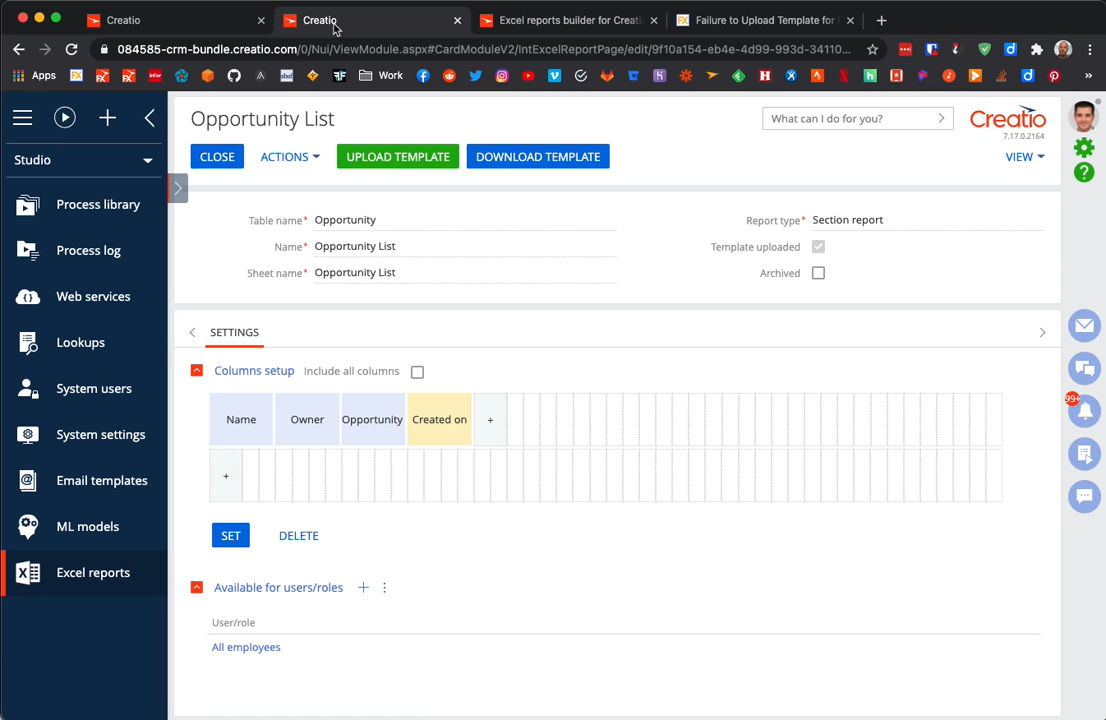 Creatio
Creatio
Excel reports builder for Creati
Failure to Upload Template for
084585-crm-bundle.creatio.com/0/Nui/ViewModule.aspx#CardModuleV2/IntExcelReportPage/edit/9f10a154-eb4e-4d99-993d-34110...
Apps
Work
Opportunity List
What can I do for you?
Creatio
7.17.0.2164
CLOSE
ACTIONS
UPLOAD TEMPLATE
DOWNLOAD TEMPLATE
VIEW
Studio
Process library
Process log
Web services
Lookups
System users
System settings
Email templates
ML models
Excel reports
Table name* Opportunity
Report type* Section report
Name* Opportunity List
Template uploaded
Sheet name* Opportunity List
Archived
SETTINGS
Columns setup Include all columns
Name Owner Opportunity Created on +
+
SET DELETE
Available for users/roles
User/role
All employees
99+